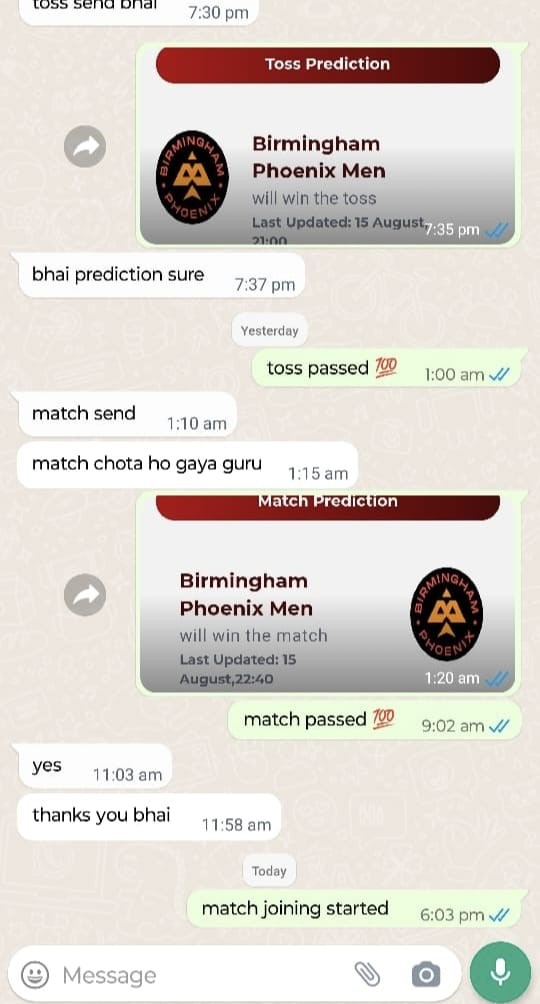 toss send bhai
7:30 pm
Toss Prediction
BIRMINGHAM
PHOENIX
Birmingham
Phoenix Men
will win the toss
Last Updated: 15 August,
21:00
7:35 pm
bhai prediction sure
7:37 pm
Yesterday
toss passed 💯
1:00 am
match send
1:10 am
match chota ho gaya guru
1:15 am
Match Prediction
Birmingham
Phoenix Men
will win the match
Last Updated: 15
August,22:40
BIRMINGHAM
PHOENIX
1:20 am
match passed 💯
9:02 am
yes
11:03 am
thanks you bhai
11:58 am
Today
match joining started
6:03 pm
Message